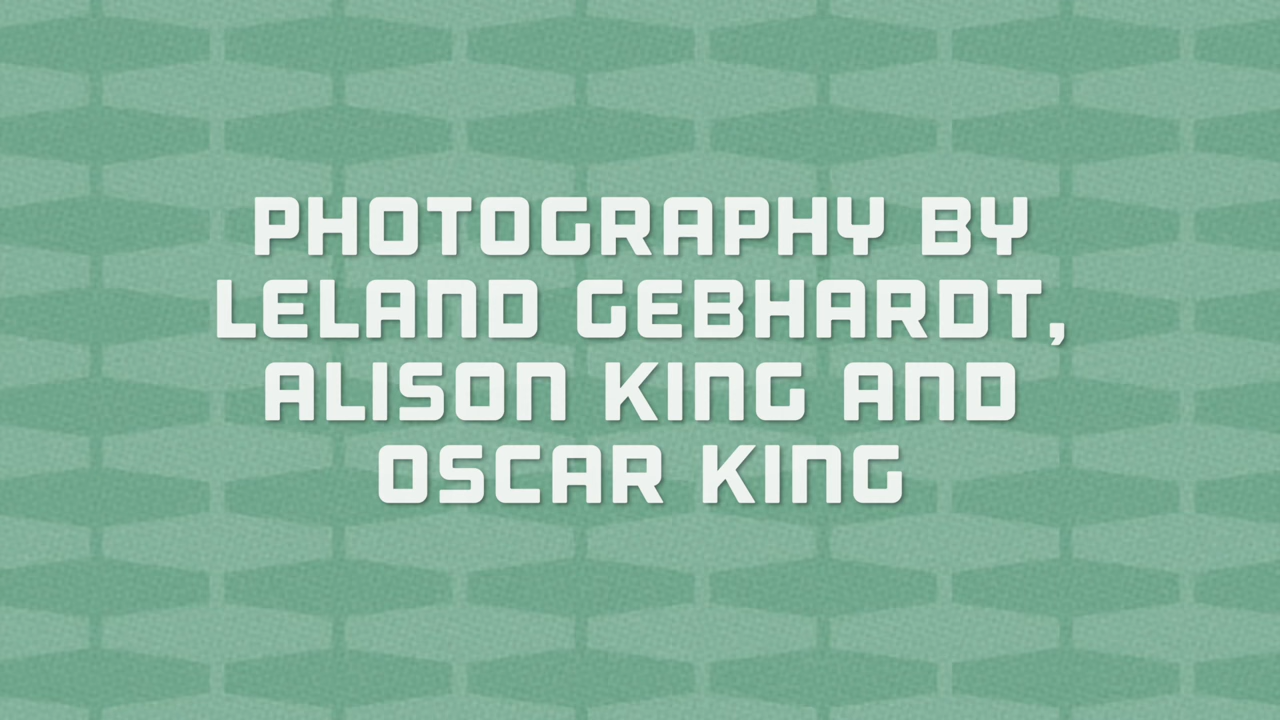 PHOTOGRAPHY BY
LELAND GEBHARDT,
ALISON KING AND
OSCAR KING